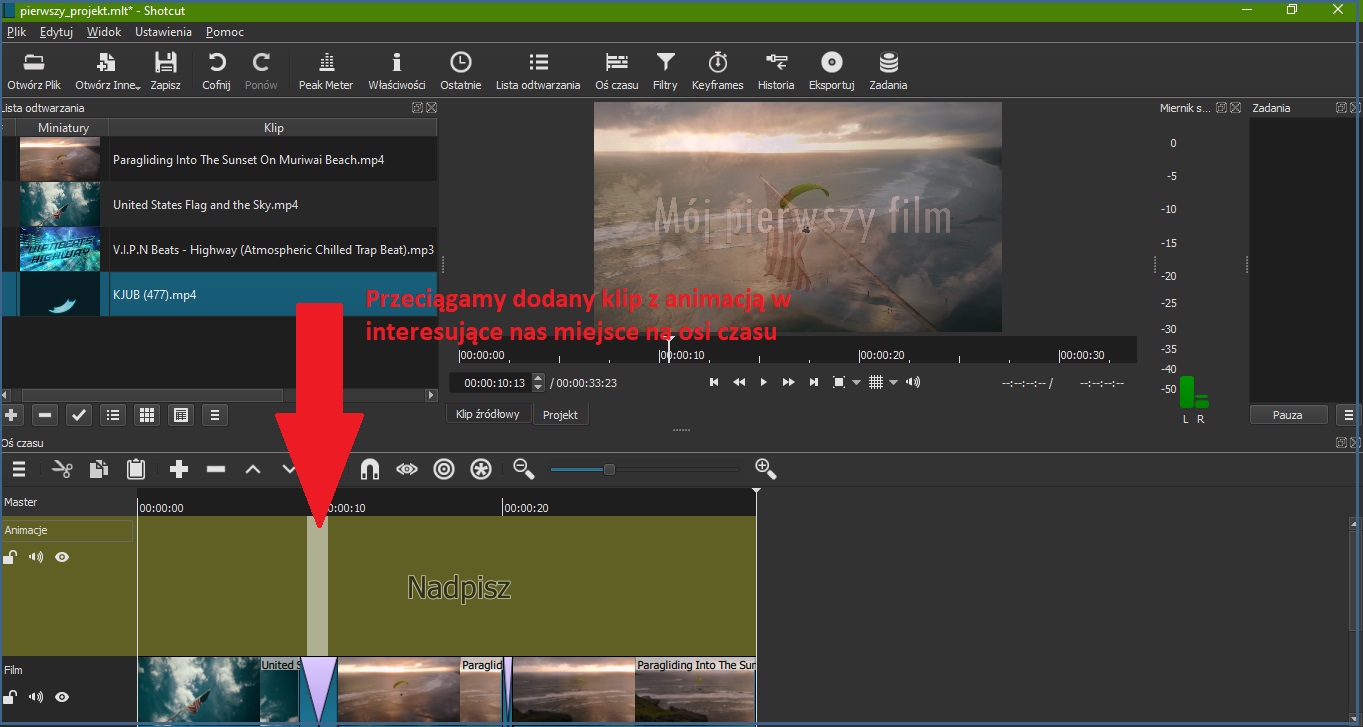 pierwszy_projekt.mlt* - Shotcut
Plik Edytuj Widok Ustawienia Pomoc
Otwórz Plik Otwórz Inne Zapisz Cofnij Ponów Peak Meter Właściwości Ostatnie Lista odtwarzania Oś czasu Filtry Keyframes Historia Eksportuj Zadania
Lista odtwarzania
Miniatury Klip
Paragliding Into The Sunset On Muriwai Beach.mp4
United States Flag and the Sky.mp4
VIPNBEATS
HIGHWAY
V.I.P.N Beats - Highway (Atmospheric Chilled Trap Beat).mp3
KJUB (477).mp4
Mój pierwszy film
Przeciągamy dodany klip z animacją w
interesujące nas miejsce na osi czasu
00:00:00 00:00:10 00:00:20 00:00:30
00:00:10:13 / 00:00:33:23 --:--:--:-- / --:--:--:--
Klip źródłowy Projekt
Miernik s...
0
-5
-10
-15
-20
-25
-30
-35
-40
-50
L R
Zadania
Pauza
Oś czasu
Master
00:00:00 0:00:10 00:00:20
Animacje
Nadpisz
Film
United S Paraglid Paragliding Into The Sur